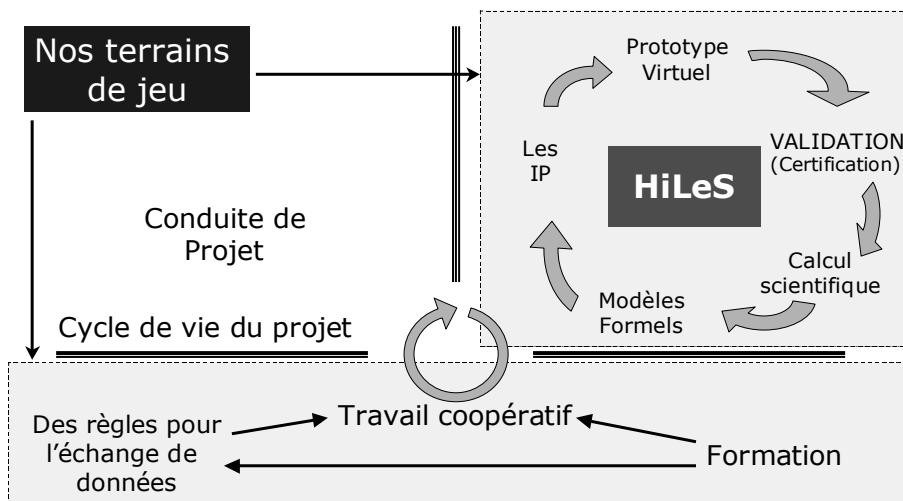 Nos terrains
de jeu
Conduite de
Projet
Cycle de vie du projet
Prototype
Virtuel
VALIDATION
(Certification)
Calcul
scientifique
Modèles
Formels
Les
IP
HiLeS
Travail coopératif
Des règles pour
l’échange de
données
Formation